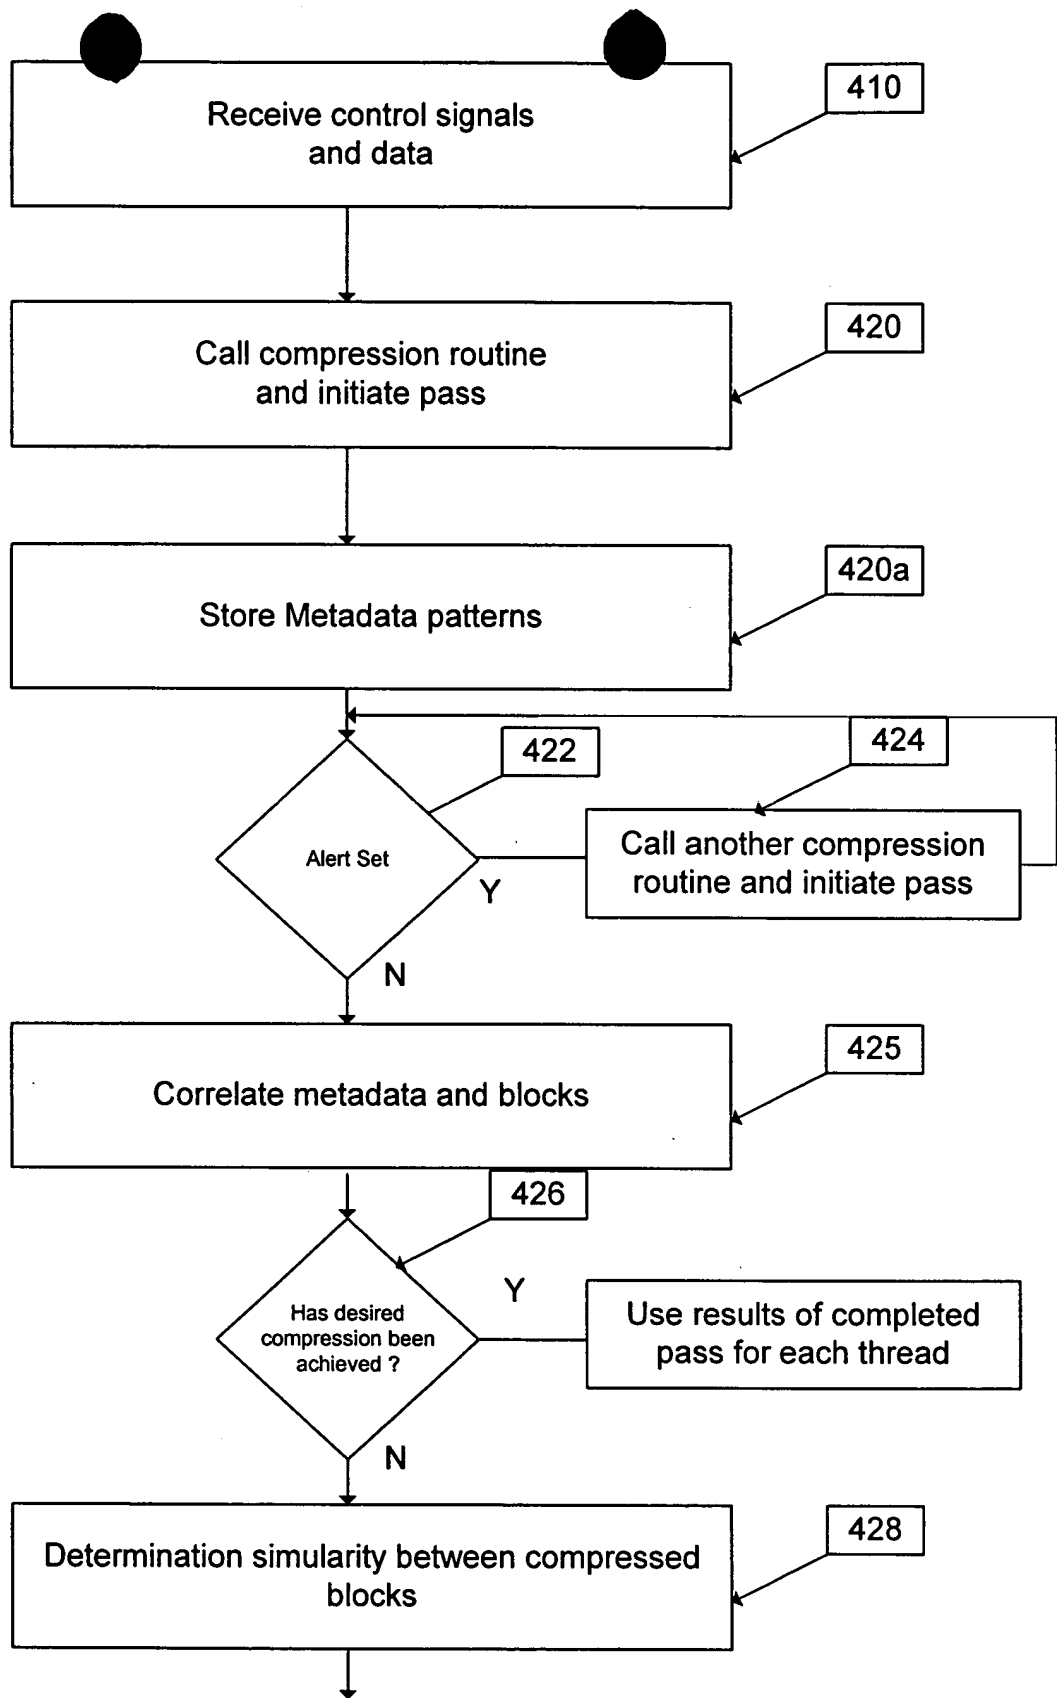 410
Receive control signals
and data
420
Call compression routine
and initiate pass
420a
Store Metadata patterns
422
424
Alert Set
Call another compression
routine and initiate pass
Y
N
425
Correlate metadata and blocks
426
Y
Has desired
compression been
achieved ?
Use results of completed
pass for each thread
N
428
Determination simularity between compressed
blocks